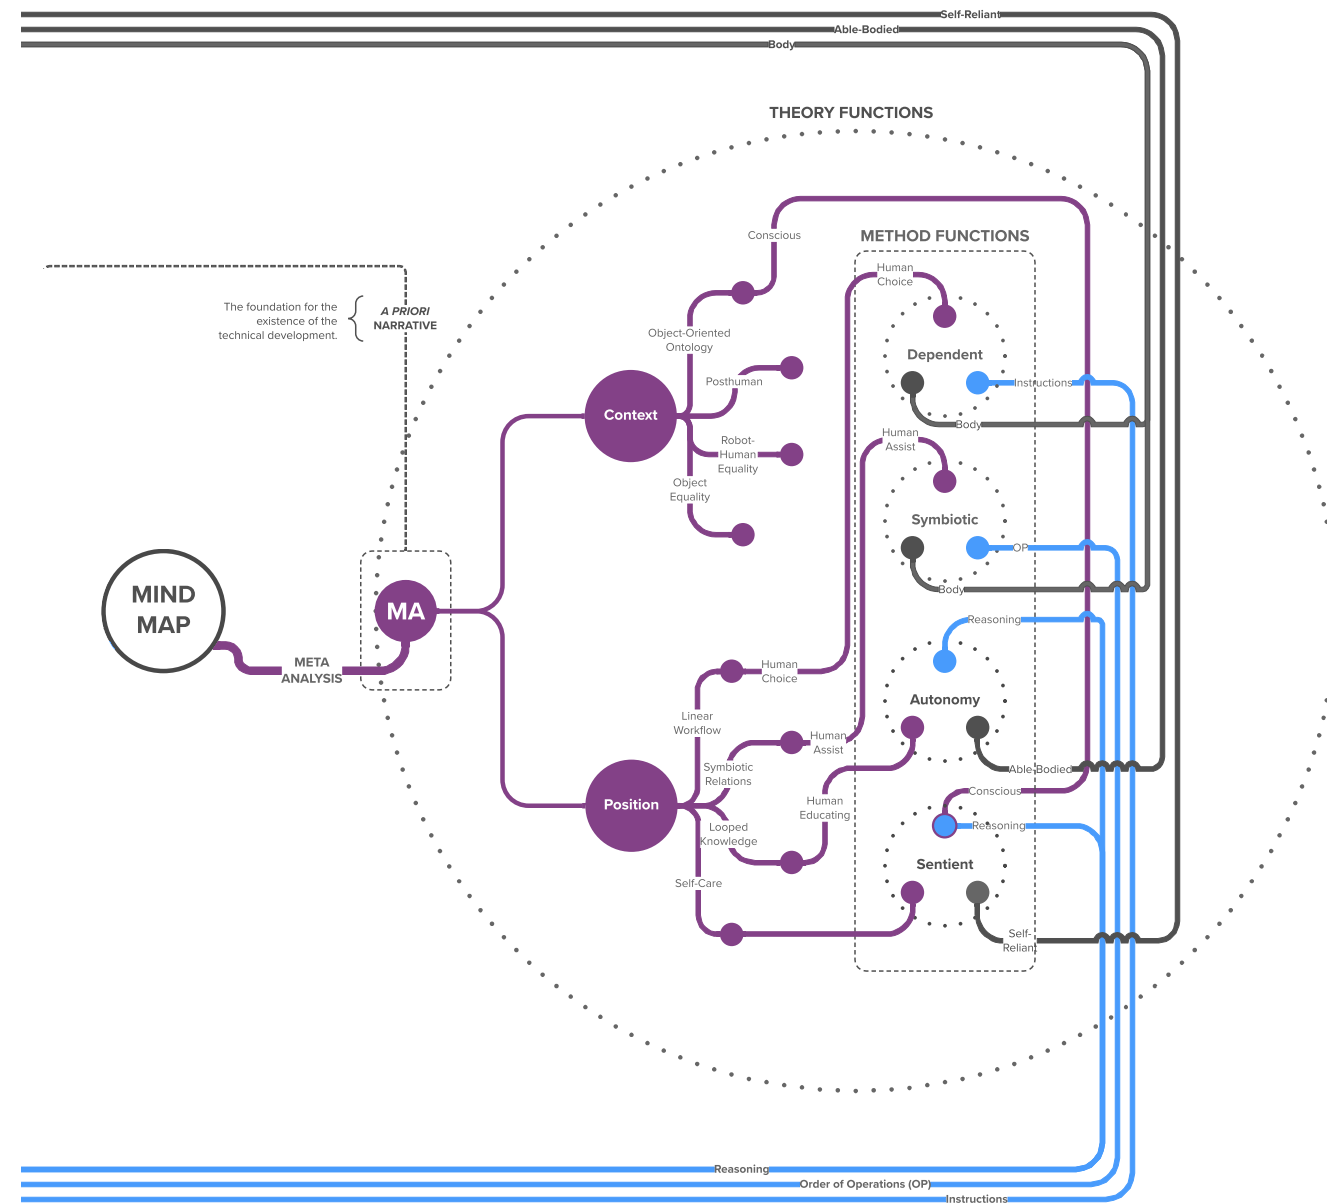 Self-Reliant
Able-Bodied
Body
THEORY FUNCTIONS
METHOD FUNCTIONS
Conscious
Human
Choice
The foundation for the
existence of the
technical development.
A PRIORI
NARRATIVE
Object-Oriented
Ontology
Dependent
Posthuman
Instructions
Context
Body
Robot-
Human
Equality
Human
Assist
Object
Equality
Symbiotic
OP
Body
MIND
MAP
MA
Reasoning
META
ANALYSIS
Human
Choice
Autonomy
Linear
Workflow
Human
Assist
Symbiotic
Relations
Able-Bodied
Conscious
Position
Human
Educating
Looped
Knowledge
Reasoning
Sentient
Self-Care
Self-
Reliant
Reasoning
Order of Operations (OP)
Instructions